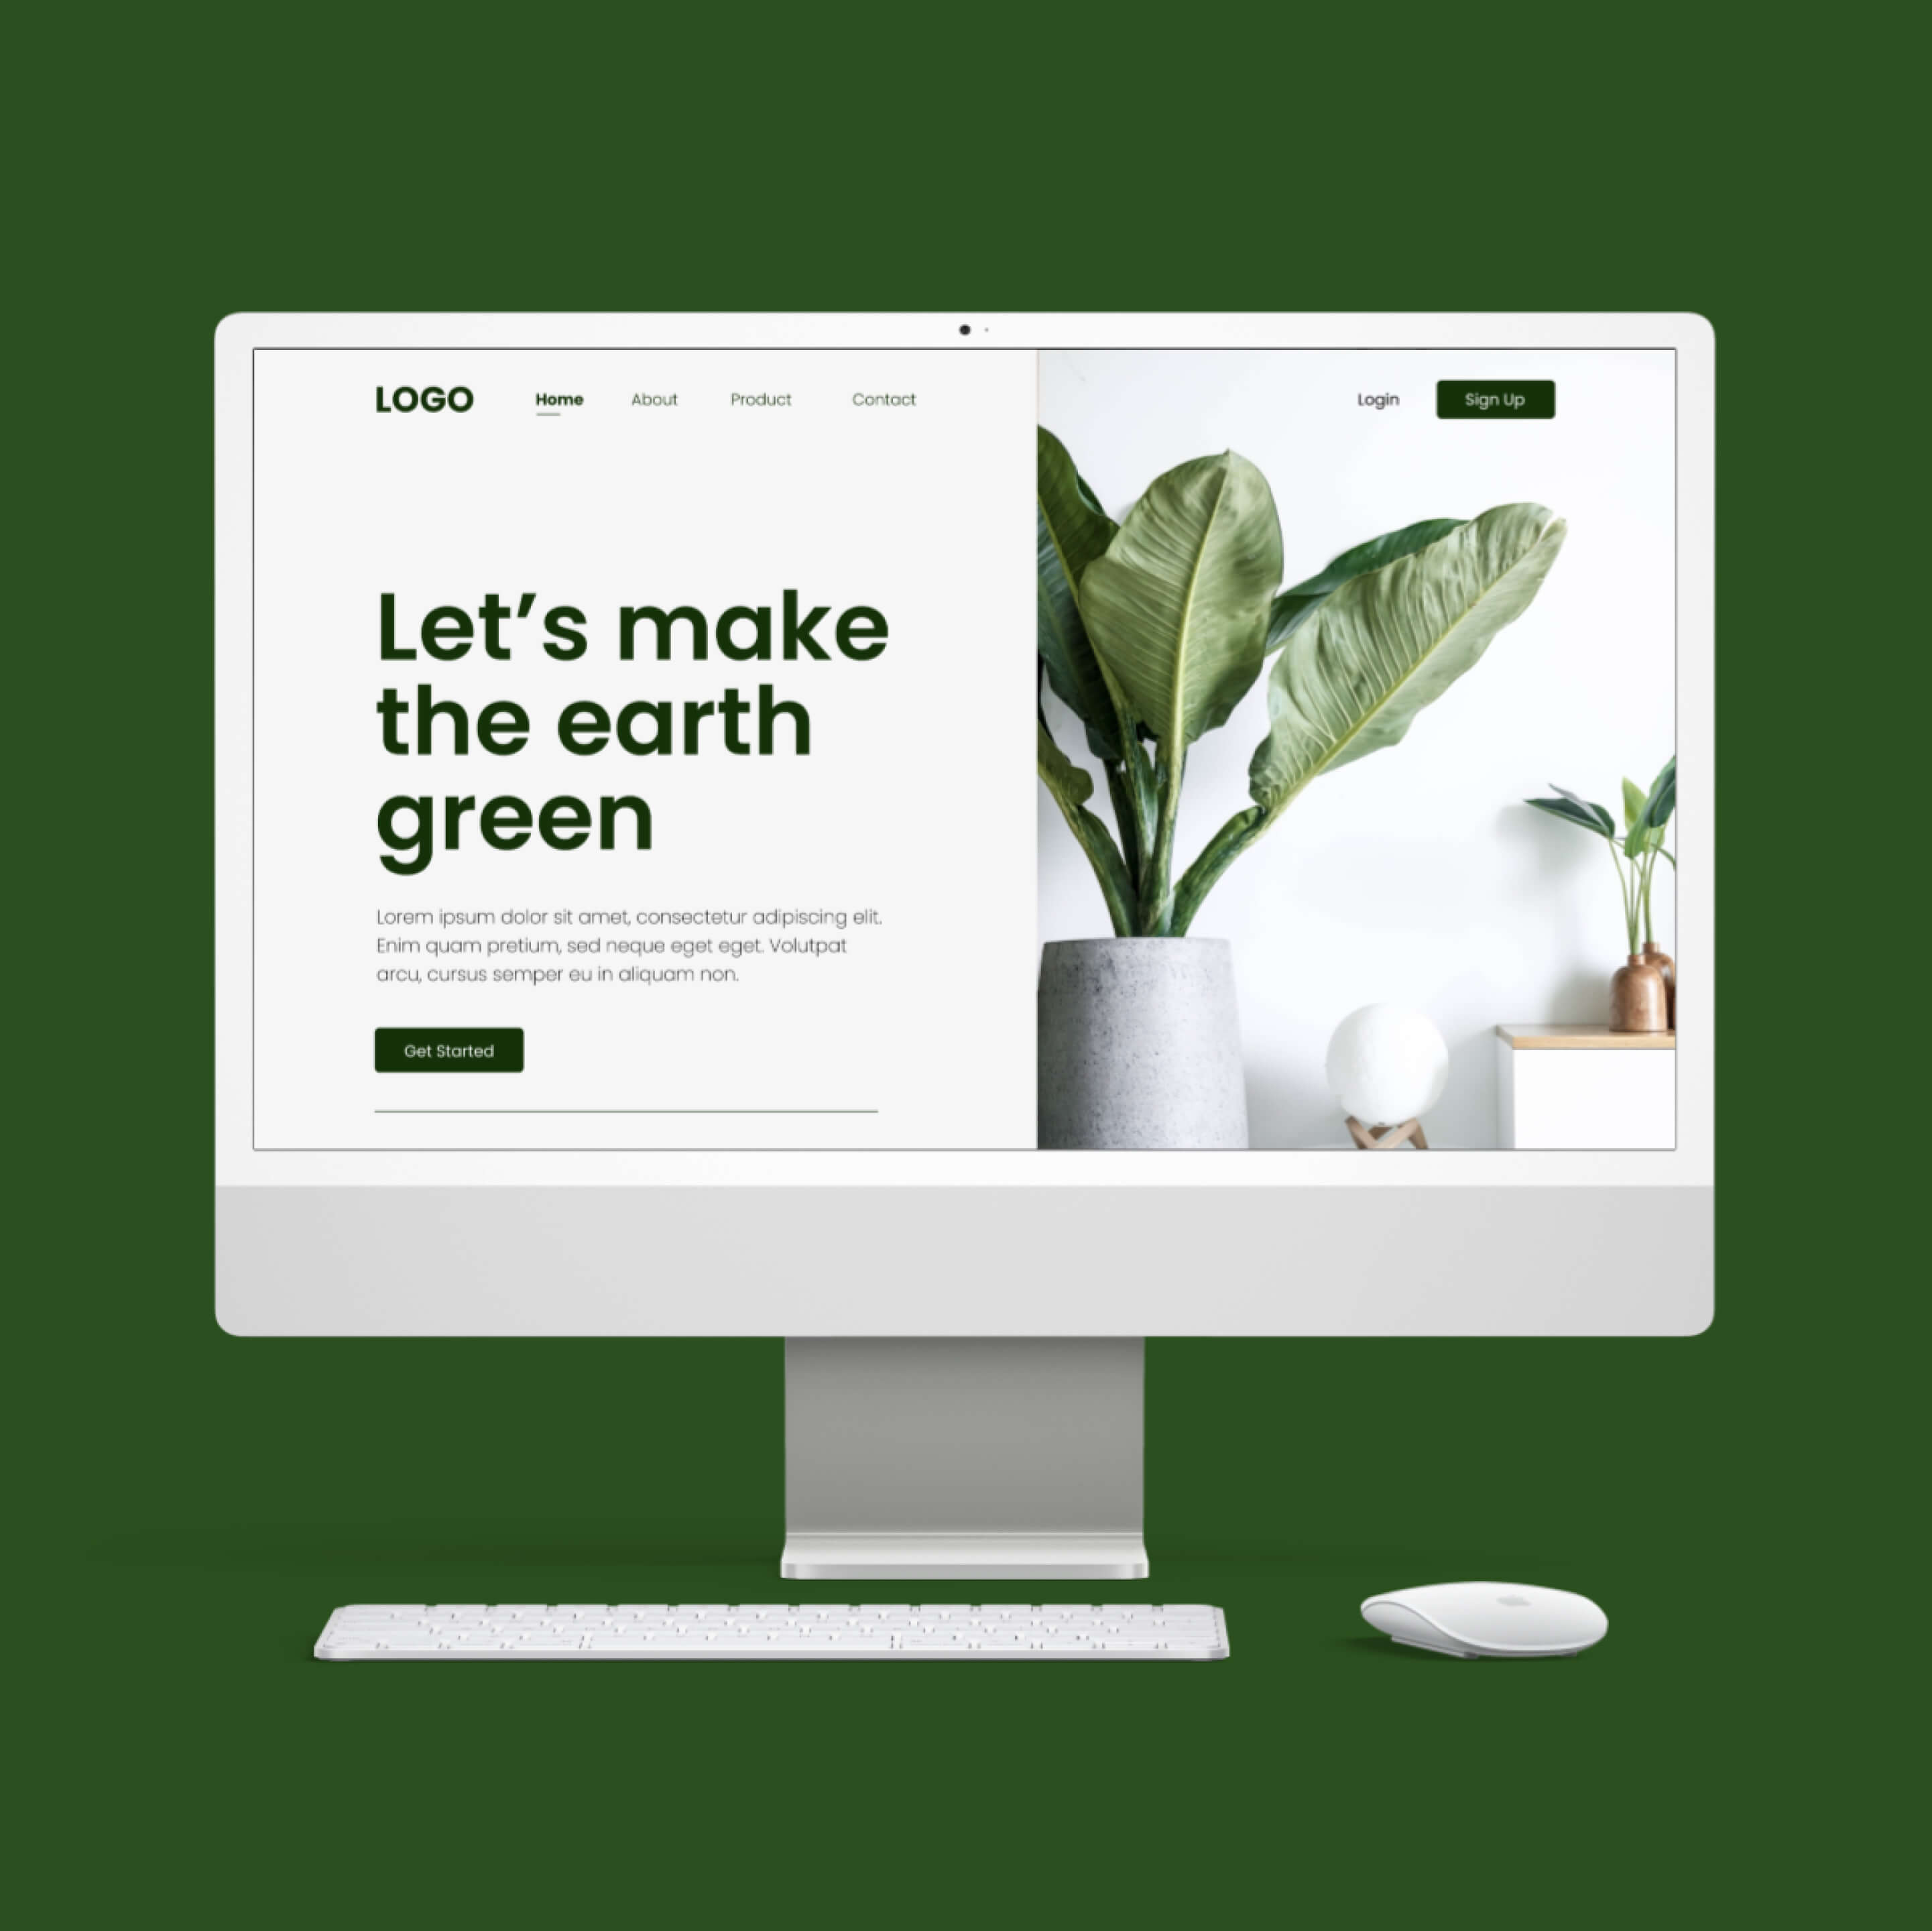 LOGO
Home
About
Product
Contact
Login
Sign Up
Let’s make
the earth
green
Lorem ipsum dolor sit amet, consectetur adipiscing elit.
Enim quam pretium, sed neque eget eget. Volutpat
arcu, cursus semper eu in aliquam non.
Get Started